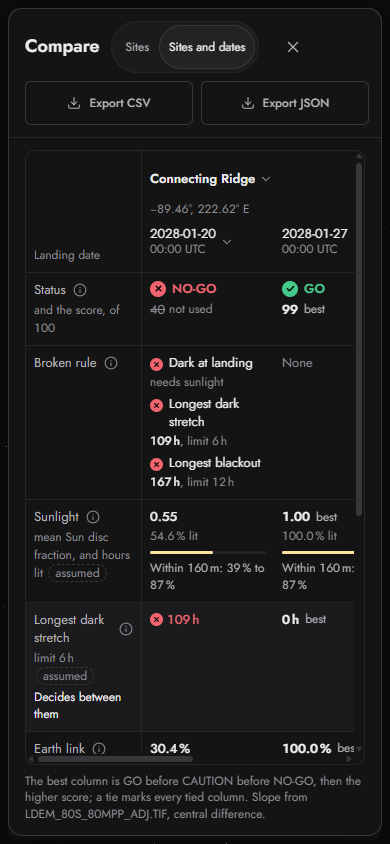 Compare
Sites
Sites and dates
Export CSV
Export JSON
Connecting Ridge
−89.46°, 222.62° E
Landing date
2028-01-20
00:00 UTC
2028-01-27
00:00 UTC
Status
and the score, of
100
NO-GO
40 not used
GO
99 best
Broken rule
Dark at landing
needs sunlight
Longest dark
stretch
109 h, limit 6 h
Longest blackout
167 h, limit 12 h
None
Sunlight
mean Sun disc
fraction, and hours
lit assumed
0.55
54.6 % lit
Within 160 m: 39 % to
87 %
1.00 best
100.0 % lit
Within 160 m:
87 %
Longest dark
stretch
limit 6 h
assumed
Decides between
them
109 h
0 h best
Earth link
30.4 %
100.0 % bes
The best column is GO before CAUTION before NO-GO, then the
higher score; a tie marks every tied column. Slope from
LDEM_80S_80MPP_ADJ.TIF, central difference.